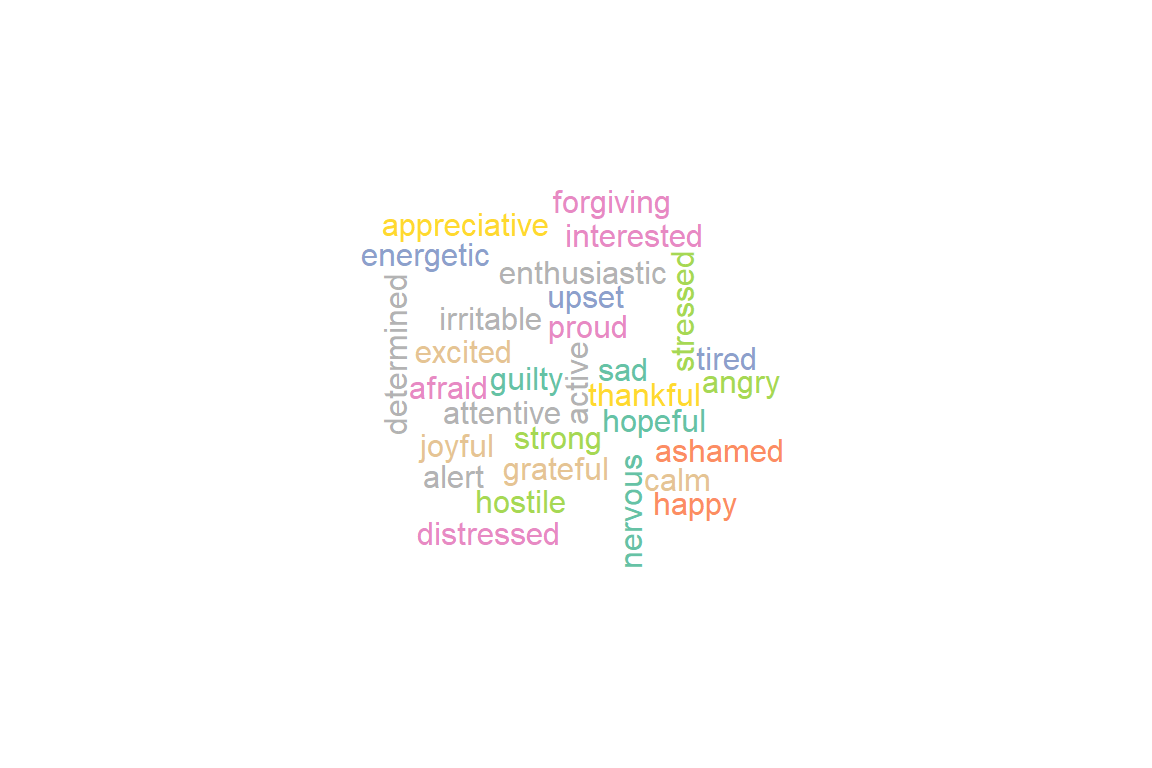 forgiving
appreciative
interested
energetic
enthusiastic
stressed
determined
upset
irritable
proud
excited
active
tired
sad
guilty
angry
afraid
thankful
attentive
hopeful
strong
joyful
ashamed
grateful
alert
calm
nervous
hostile
happy
distressed